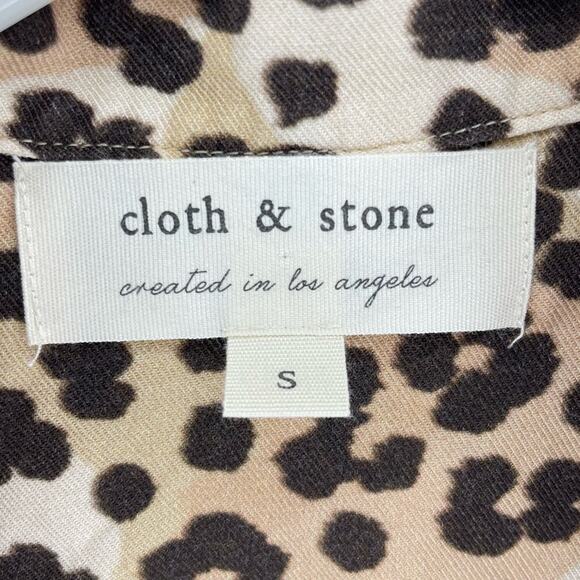 cloth & stone
created in los angeles
S